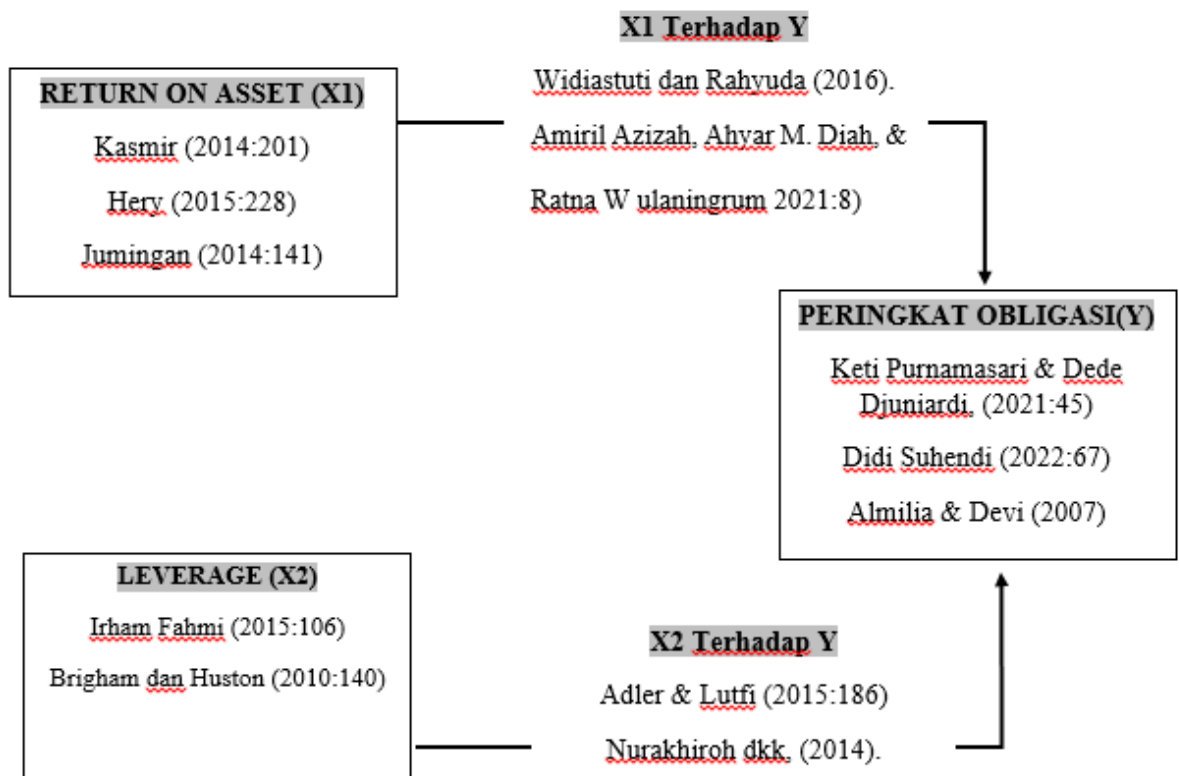 X1 Terhadap Y
Widiastuti dan Rahyuda (2016).
Amiril Azizah, Ahyar M. Diah, &
Ratna W ulaningrum 2021:8)
RETURN ON ASSET (X1)
Kasmir (2014:201)
Hery (2015:228)
Jumingan (2014:141)
PERINGKAT OBLIGASI(Y)
Keti Purnamasari & Dede
Djuniardi, (2021:45)
Didi Suhendi (2022:67)
Almilia & Devi (2007)
LEVERAGE (X2)
Irham Fahmi (2015:106)
Brigham dan Huston (2010:140)
X2 Terhadap Y
Adler & Lutfi (2015:186)
Nurakhiroh dkk, (2014).